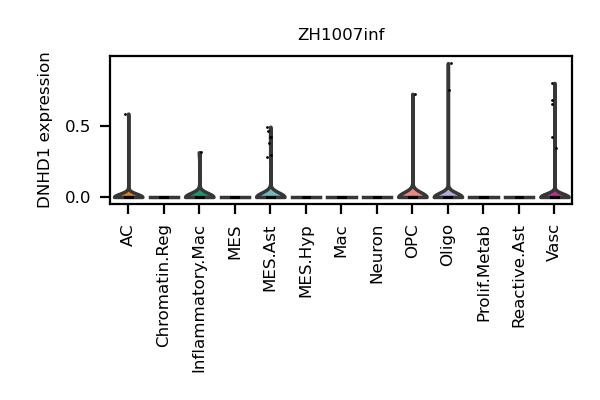 ZH1007inf
DNHD1 expression
0.5
0.0
AC
Chromatin.Reg
Inflammatory.Mac
MES
MES.Ast
MES.Hyp
Mac
Neuron
OPC
Oligo
Prolif.Metab
Reactive.Ast
Vasc